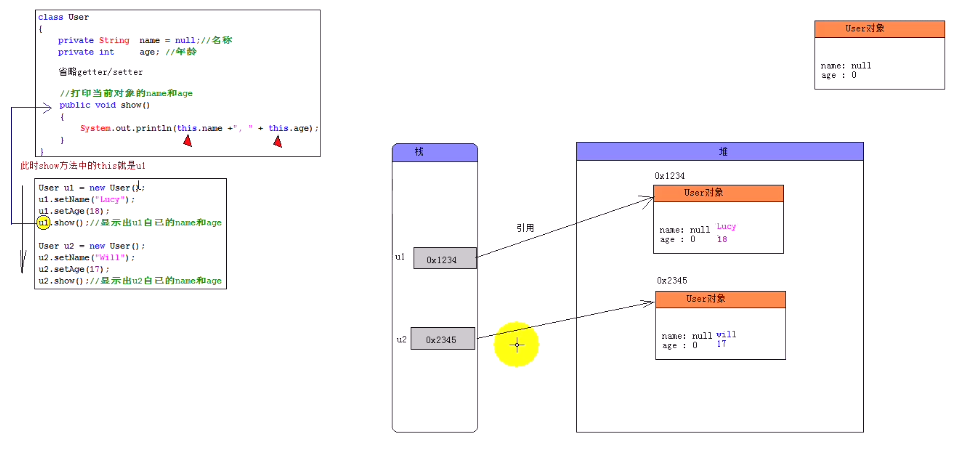 class User
{
private String name = null;//名称
private int age; //年龄
省略getter/setter
//打印当前对象的name和age
public void show()
{
System.out.println(this.name +", " + this.age);
}
}
此时show方法中的this就是u1
User u1 = new User();
u1.setName("Lucy");
u1.setAge(18);
u1.show();//显示出u1自己的name和age
User u2 = new User();
u2.setName("Will");
u2.setAge(17);
u2.show();//显示出u2自己的name和age
栈
u1
0x1234
u2
0x2345
引用
堆
0x1234
User对象
name: null Lucy
age : 0 18
0x2345
User对象
name: null will
age : 0 17
User对象
name: null
age : 0